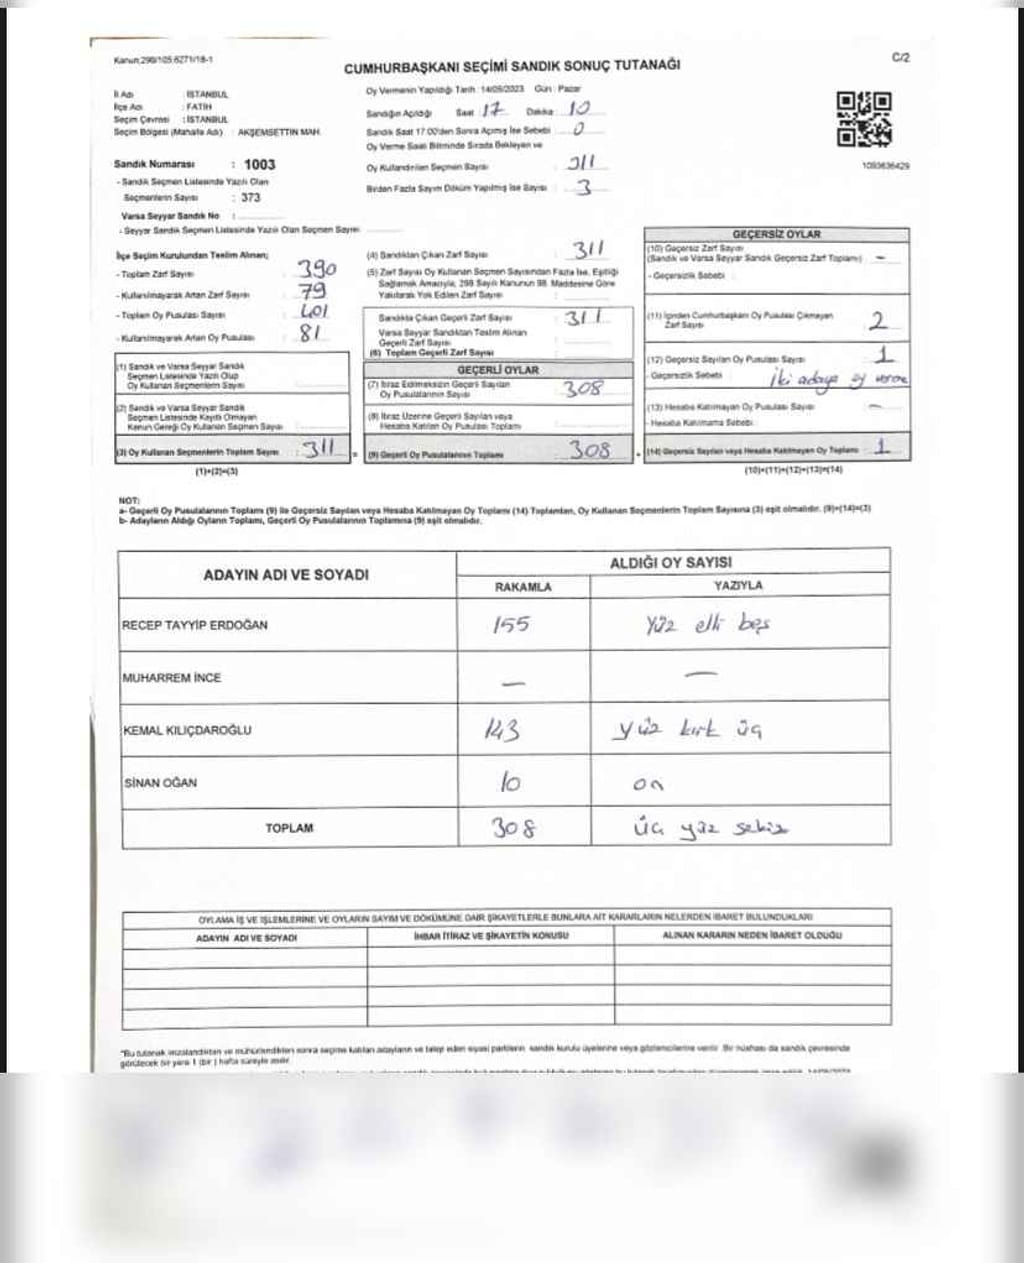 Kanun:298/105.6271/18-1
C/2
CUMHURBAŞKANI SEÇİMİ SANDIK SONUÇ TUTANAĞI
İl Adı : İSTANBUL
İlçe Adı : FATİH
Seçim Çevresi : İSTANBUL
Seçim Bölgesi (Mahalle Adı) : AKŞEMSETTİN MAH.
Oy Vermenin Yapıldığı Tarih : 14/05/2023 Gün : Pazar
Sandığın Açıldığı Saat : 17 Dakika : 10
Sandık Saat 17.00'den Sonra Açılmış İse Sebebi : 0
Oy Verme Saati Bitiminde Sırada Bekleyen ve
Oy Kullandırılan Seçmen Sayısı : 311
Birden Fazla Sayım Döküm Yapılmış İse Sayısı : 3
1093636429
Sandık Numarası : 1003
- Sandık Seçmen Listesinde Yazılı Olan
Seçmenlerin Sayısı : 373
Varsa Seyyar Sandık No :
- Seyyar Sandık Seçmen Listesinde Yazılı Olan Seçmen Sayısı
İlçe Seçim Kurulundan Teslim Alınan;
- Toplam Zarf Sayısı : 390
- Kullanılmayarak Artan Zarf Sayısı : 79
- Toplam Oy Pusulası Sayısı : 401
- Kullanılmayarak Artan Oy Pusulası : 81
(1) Sandık ve Varsa Seyyar Sandık
Seçmen Listesinde Yazılı Olup
Oy Kullanan Seçmenlerin Sayısı :
(2) Sandık ve Varsa Seyyar Sandık
Seçmen Listesinde Kayıtlı Olmayan
Kanun Gereği Oy Kullanan Seçmen Sayısı :
(3) Oy Kullanan Seçmenlerin Toplam Sayısı : 311
(1)+(2)=(3)
(4) Sandıktan Çıkan Zarf Sayısı : 311
(5) Zarf Sayısı Oy Kullanan Seçmen Sayısından Fazla İse, Eşitliği
Sağlamak Amacıyla; 298 Sayılı Kanunun 98. Maddesine Göre
Yakılarak Yok Edilen Zarf Sayısı :
Sandıkta Çıkan Geçerli Zarf Sayısı : 311
Varsa Seyyar Sandıktan Teslim Alınan
Geçerli Zarf Sayısı :
(6) Toplam Geçerli Zarf Sayısı
GEÇERLİ OYLAR
(7) İtiraz Edilmeksizin Geçerli Sayılan
Oy Pusulalarının Sayısı : 308
(8) İtiraz Üzerine Geçerli Sayılan veya
Hesaba Katılan Oy Pusulası Toplamı :
(9) Geçerli Oy Pusulalarının Toplamı : 308
GEÇERSİZ OYLAR
(10) Geçersiz Zarf Sayısı
(Sandık ve Varsa Seyyar Sandık Geçersiz Zarf Toplamı) : -
- Geçersizlik Sebebi :
(11) İçinden Cumhurbaşkanı Oy Pusulası Çıkmayan
Zarf Sayısı : 2
(12) Geçersiz Sayılan Oy Pusulası Sayısı : 1
- Geçersizlik Sebebi : İki adaya oy verme
(13) Hesaba Katılmayan Oy Pusulası Sayısı : -
- Hesaba Katılmama Sebebi :
(14) Geçersiz Sayılan veya Hesaba Katılmayan Oy Toplamı : 1
(10)+(11)+(12)+(13)=(14)
NOT:
a- Geçerli Oy Pusulalarının Toplamı (9) ile Geçersiz Sayılan veya Hesaba Katılmayan Oy Toplamı (14) Toplamları, Oy Kullanan Seçmenlerin Toplam Sayısına (3) eşit olmalıdır. (9)+(14)=(3)
b- Adayların Aldığı Oyların Toplamı, Geçerli Oy Pusulalarının Toplamına (9) eşit olmalıdır.
ADAYIN ADI VE SOYADI
ALDIĞI OY SAYISI
RAKAMLA YAZIYLA
RECEP TAYYİP ERDOĞAN 155 yüz elli beş
MUHARREM İNCE — —
KEMAL KILIÇDAROĞLU 143 yüz kırk üç
SİNAN OĞAN 10 on
TOPLAM 308 üç yüz sekiz
OYLAMA İŞ VE İŞLEMLERİNE VE OYLARIN SAYIM VE DÖKÜMÜNE DAİR ŞİKAYETLERLE BUNLARA AİT KARARLARIN NELERDEN İBARET BULUNDUKLARI
ADAYIN ADI VE SOYADI İHBAR İTİRAZ VE ŞİKAYETİN KONUSU ALINAN KARARIN NEDEN İBARET OLDUĞU
"Bu tutanak imzalandıktan ve mühürlendikten sonra seçime katılan adayların ve talep eden siyasi partilerin sandık kurulu üyelerine veya gözlemcilerine verilir. Bir nüshası da sandık çevresinde
görülecek bir yere 1 (bir) hafta süreyle asılır.